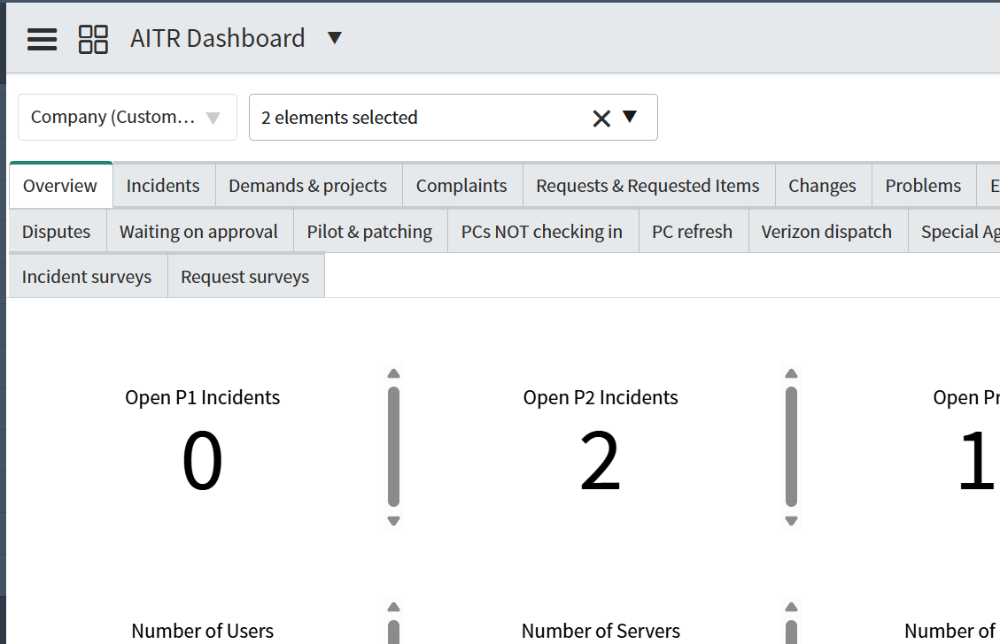 AITR Dashboard
Company (Custom...
2 elements selected
Overview Incidents Demands & projects Complaints Requests & Requested Items Changes Problems E
Disputes Waiting on approval Pilot & patching PCs NOT checking in PC refresh Verizon dispatch Special Ag
Incident surveys Request surveys
Open P1 Incidents Open P2 Incidents Open Pr
0 2 1
Number of Users Number of Servers Number of